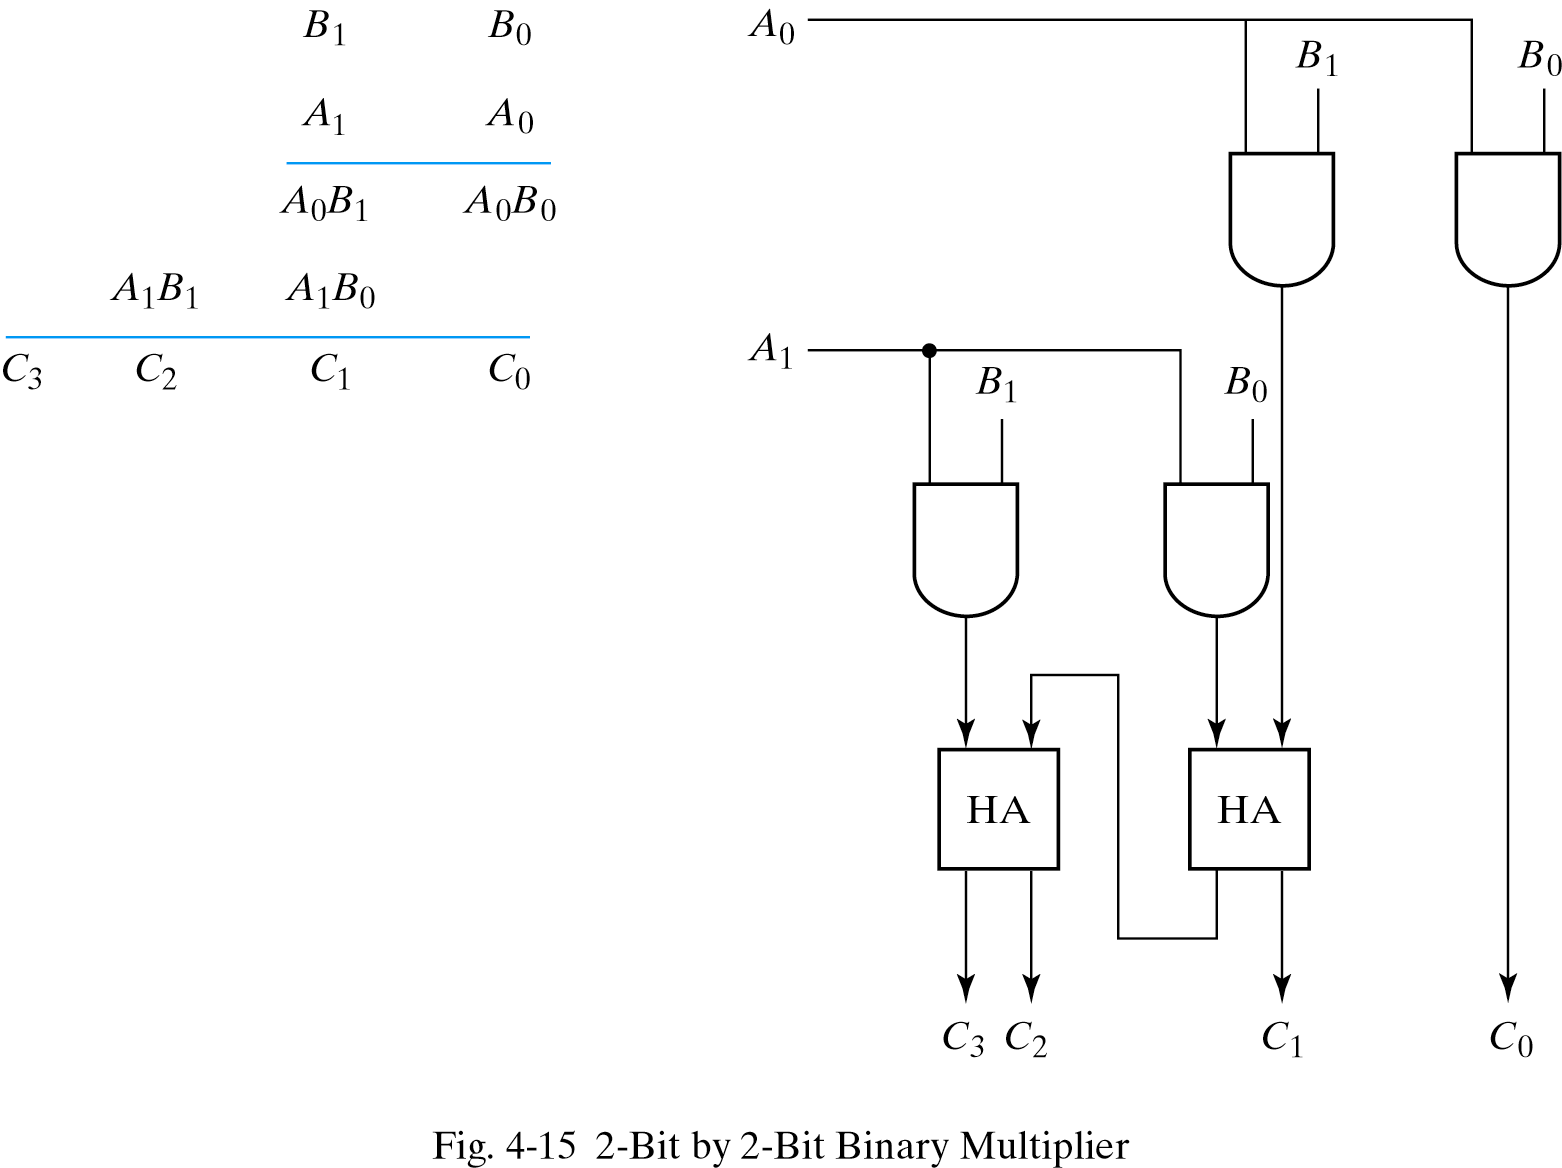 B₁ B₀
A₁ A₀
A₀B₁ A₀B₀
A₁B₁ A₁B₀
C₃ C₂ C₁ C₀
A₀
B₁ B₀
A₁
B₁ B₀
HA HA
C₃ C₂ C₁ C₀
Fig. 4-15 2-Bit by 2-Bit Binary Multiplier